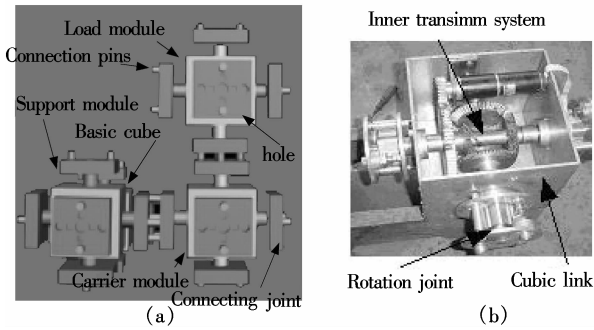 Load module
Connection pins
Support module
Basic cube
hole
Carrier module
Connecting joint
(a)
Inner transimm system
Rotation joint
Cubic link
(b)